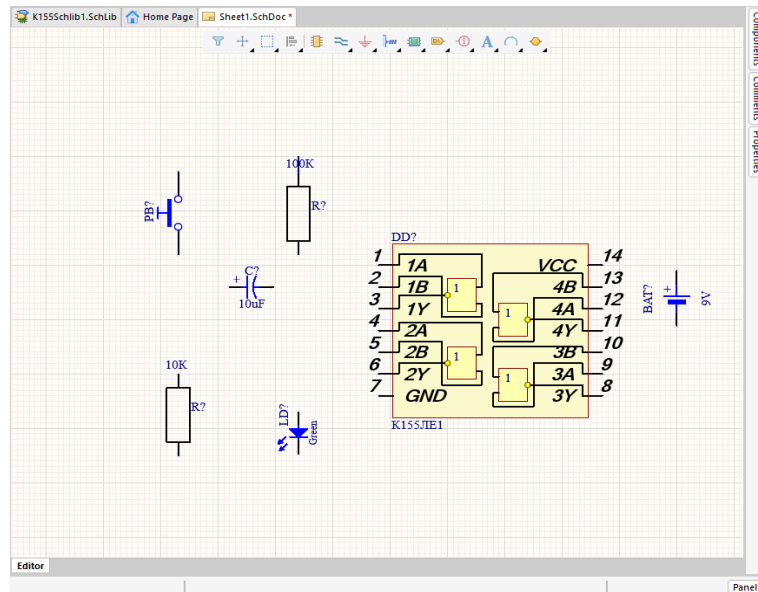 K155Schlib1.SchLib Home Page Sheet1.SchDoc *
Components
Comments
Properties
100K
R?
PB?
C?
+
10uF
10K
R?
LD?
Green
DD?
1 1A VCC 14
2 1B 4B 13
3 1Y 4A 12
4 2A 4Y 11
5 2B 3B 10
6 2Y 3A 9
7 GND 3Y 8
1
1
1
1
К155ЛЕ1
BAT?
+
9V
Editor
Panel